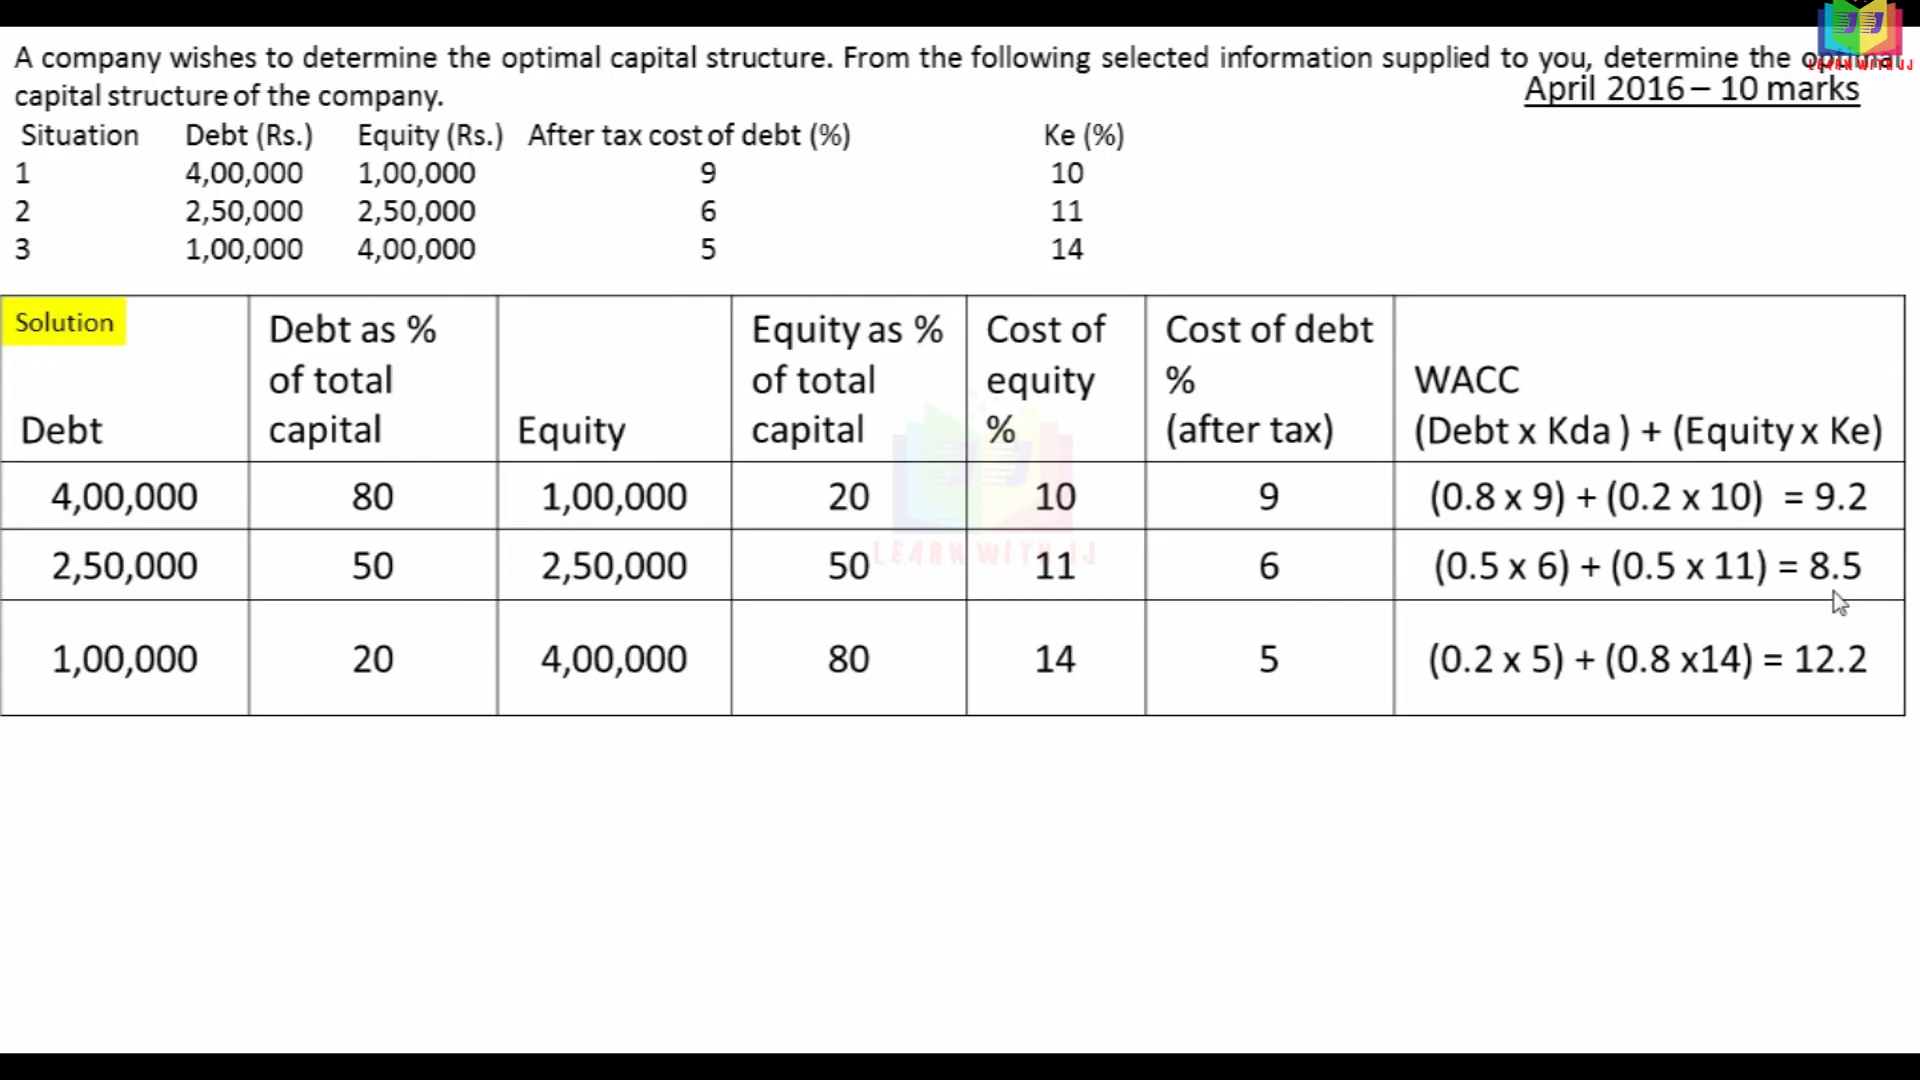 A company wishes to determine the optimal capital structure. From the following selected information supplied to you, determine the optimal
LEARN WITH JJ
capital structure of the company.
April 2016 – 10 marks
Situation Debt (Rs.) Equity (Rs.) After tax cost of debt (%) Ke (%)
1 4,00,000 1,00,000 9 10
2 2,50,000 2,50,000 6 11
3 1,00,000 4,00,000 5 14
Solution
Debt
Debt as %
of total
capital
Equity
Equity as %
of total
capital
Cost of
equity
%
Cost of debt
%
(after tax)
WACC
(Debt x Kda ) + (Equity x Ke)
4,00,000 80 1,00,000 20 10 9 (0.8 x 9) + (0.2 x 10) = 9.2
2,50,000 50 2,50,000 50 11 6 (0.5 x 6) + (0.5 x 11) = 8.5
LEARN WITH JJ
1,00,000 20 4,00,000 80 14 5 (0.2 x 5) + (0.8 x14) = 12.2